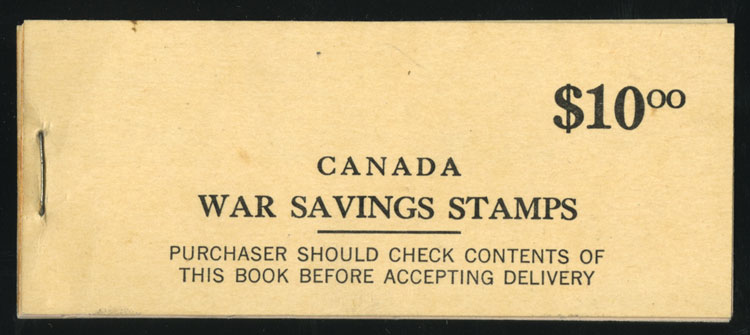 $10.00
CANADA
WAR SAVINGS STAMPS
PURCHASER SHOULD CHECK CONTENTS OF
THIS BOOK BEFORE ACCEPTING DELIVERY